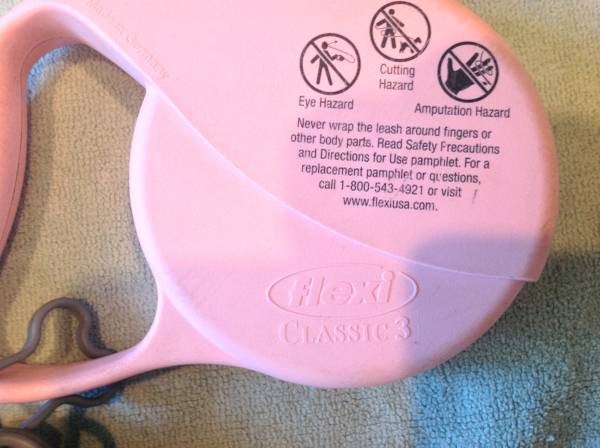 Made in Germany
Cutting
Hazard
Eye Hazard
Amputation Hazard
Never wrap the leash around fingers or
other body parts. Read Safety Precautions
and Directions for Use pamphlet. For a
replacement pamphlet or questions,
call 1-800-543-4921 or visit
www.flexiusa.com.
flexi
CLASSIC 3